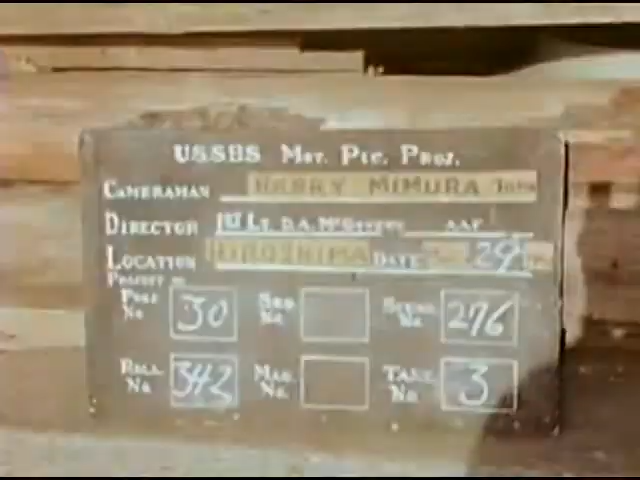 USSBS MOT. PIC. PROJ.
CAMERAMAN HARRY MIMURA
DIRECTOR 1ST LT. D.A. McGOVERN AAF
LOCATION HIROSHIMA DATE 29
PROJECT
No 30 No. SCENE No. 276
ROLL No. 342 MAG. No. TAKE No. 3